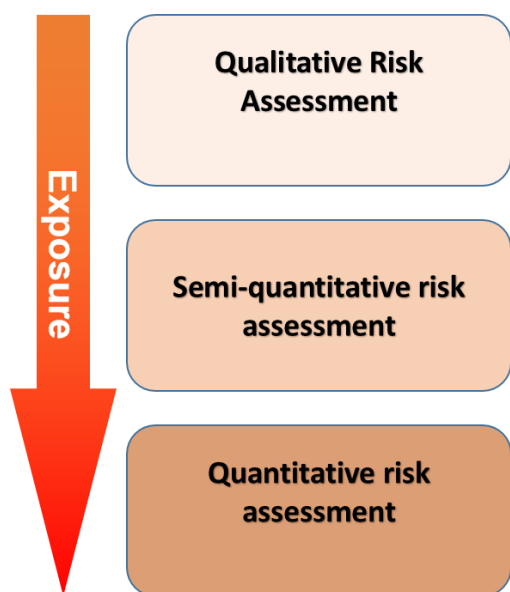 Exposure
Qualitative Risk
Assessment
Semi-quantitative risk
assessment
Quantitative risk
assessment